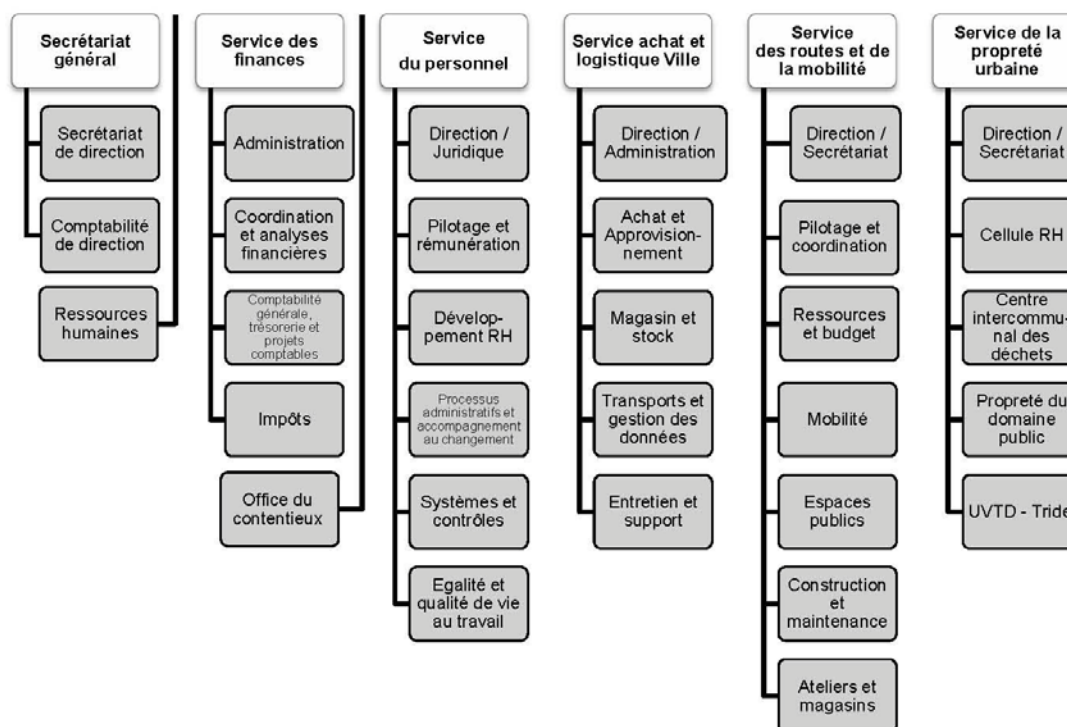 Secrétariat
général
Secrétariat
de direction
Comptabilité
de direction
Ressources
humaines
Service des
finances
Administration
Coordination
et analyses
financières
Comptabilité
générale,
trésorerie et
projets
comptables
Impôts
Office du
contentieux
Service
du personnel
Direction /
Juridique
Pilotage et
rémunération
Dévelop-
pement RH
Processus
administratifs et
accompagnement
au changement
Systèmes et
contrôles
Egalité et
qualité de vie
au travail
Service achat et
logistique Ville
Direction /
Administration
Achat et
Approvision-
nement
Magasin et
stock
Transports et
gestion des
données
Entretien et
support
Service
des routes et de
la mobilité
Direction /
Secrétariat
Pilotage et
coordination
Ressources
et budget
Mobilité
Espaces
publics
Construction
et
maintenance
Ateliers et
magasins
Service de la
propreté
urbaine
Direction /
Secrétariat
Cellule RH
Centre
intercommu-
nal des
déchets
Propreté du
domaine
public
UVTD - Tride